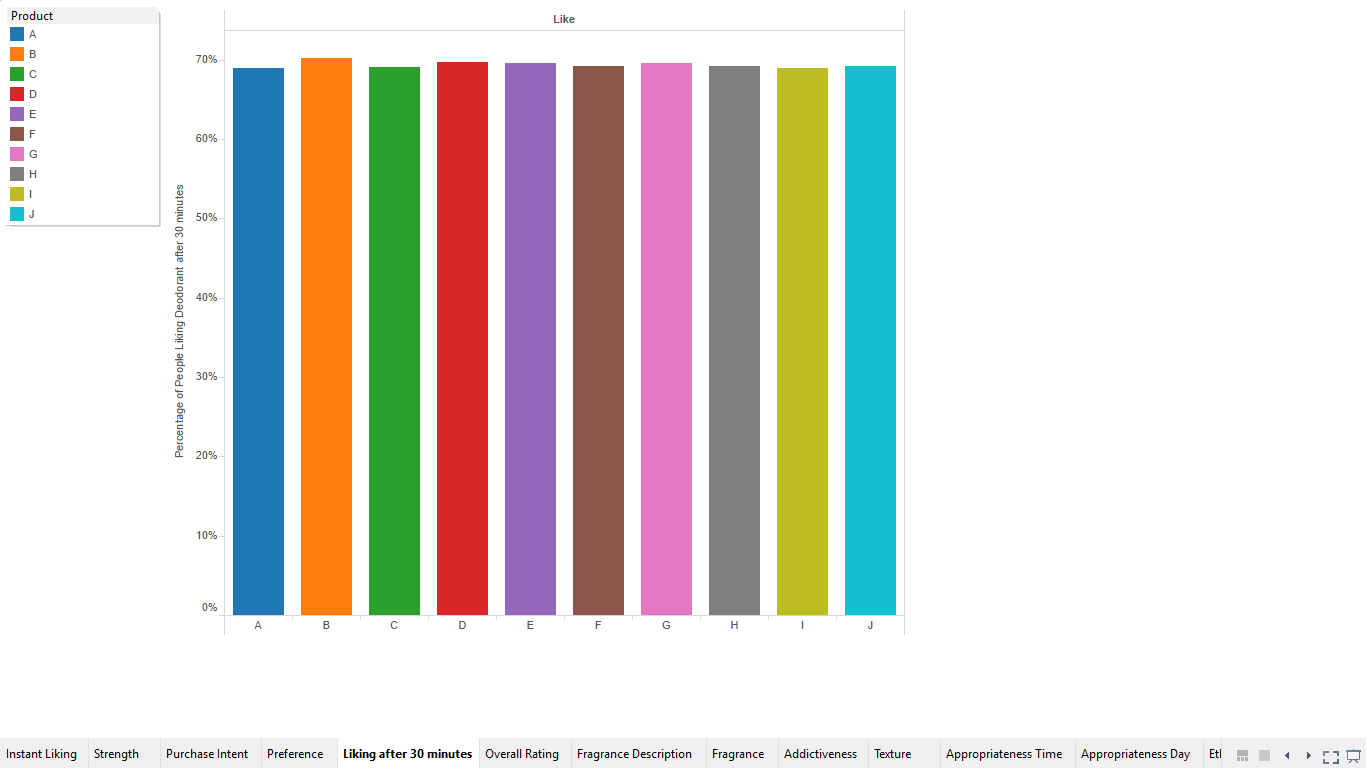 Product
A
B
C
D
E
F
G
H
I
J
Like
Percentage of People Liking Deodorant after 30 minutes
70%
60%
50%
40%
30%
20%
10%
0%
A B C D E F G H I J
Instant Liking Strength Purchase Intent Preference Liking after 30 minutes Overall Rating Fragrance Description Fragrance Addictiveness Texture Appropriateness Time Appropriateness Day